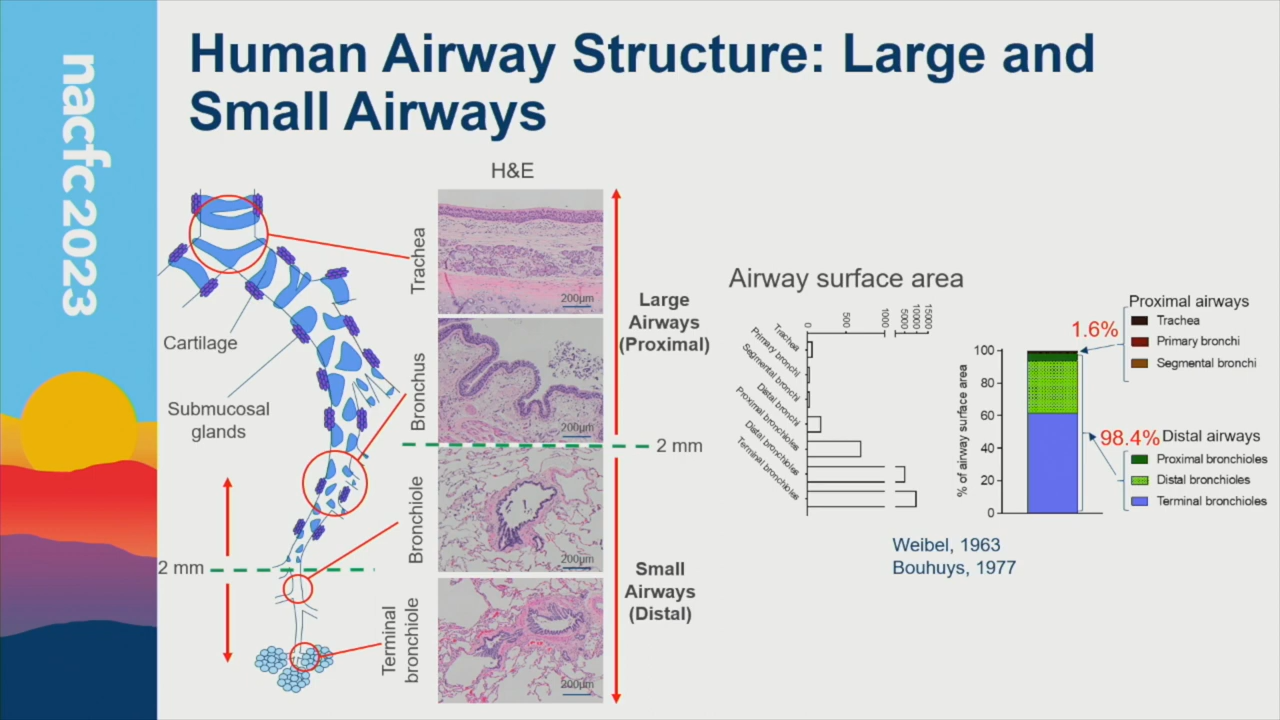 nacfc 2023
Human Airway Structure: Large and
Small Airways
H&E
Trachea
200µm
Cartilage
Submucosal
glands
Bronchus
200µm
Large
Airways
(Proximal)
2 mm
Bronchiole
200µm
2 mm
Terminal
bronchiole
200µm
Small
Airways
(Distal)
Airway surface area
0
500
1000
5000
10000
15000
Trachea
Primary bronchi
Segmental bronchi
Distal bronchi
Proximal bronchioles
Distal bronchioles
Terminal bronchioles
% of airway surface area
100
80
60
40
20
0
1.6%
Proximal airways
Trachea
Primary bronchi
Segmental bronchi
98.4%
Distal airways
Proximal bronchioles
Distal bronchioles
Terminal bronchioles
Weibel, 1963
Bouhuys, 1977